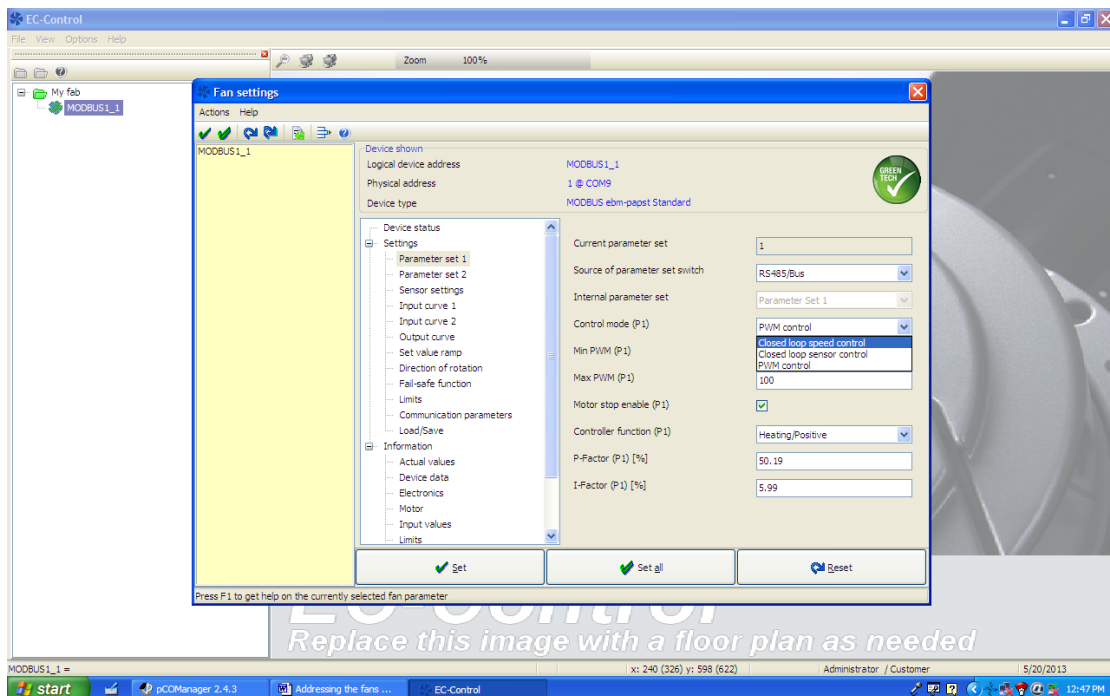 EC-Control
File View Options Help
Zoom 100%
My fab
MODBUS1_1
Fan settings
Actions Help
MODBUS1_1
Device shown
Logical device address MODBUS1_1
Physical address 1 @ COM9
Device type MODBUS ebm-papst Standard
GREEN
TECH
Device status
Settings
Parameter set 1
Parameter set 2
Sensor settings
Input curve 1
Input curve 2
Output curve
Set value ramp
Direction of rotation
Fail-safe function
Limits
Communication parameters
Load/Save
Information
Actual values
Device data
Electronics
Motor
Input values
Limits
Current parameter set 1
Source of parameter set switch RS485/Bus
Internal parameter set Parameter Set 1
Control mode (P1) PWM control
Closed loop speed control
Closed loop sensor control
PWM control
Min PWM (P1)
Max PWM (P1) 100
Motor stop enable (P1)
Controller function (P1) Heating/Positive
P-Factor (P1) [%] 50.19
I-Factor (P1) [%] 5.99
Set Set all Reset
Press F1 to get help on the currently selected fan parameter
EC-Control
Replace this image with a floor plan as needed
MODBUS1_1 = x: 240 (326) y: 598 (622) Administrator / Customer 5/20/2013
start pCOManager 2.4.3 Addressing the fans ... EC-Control 12:47 PM